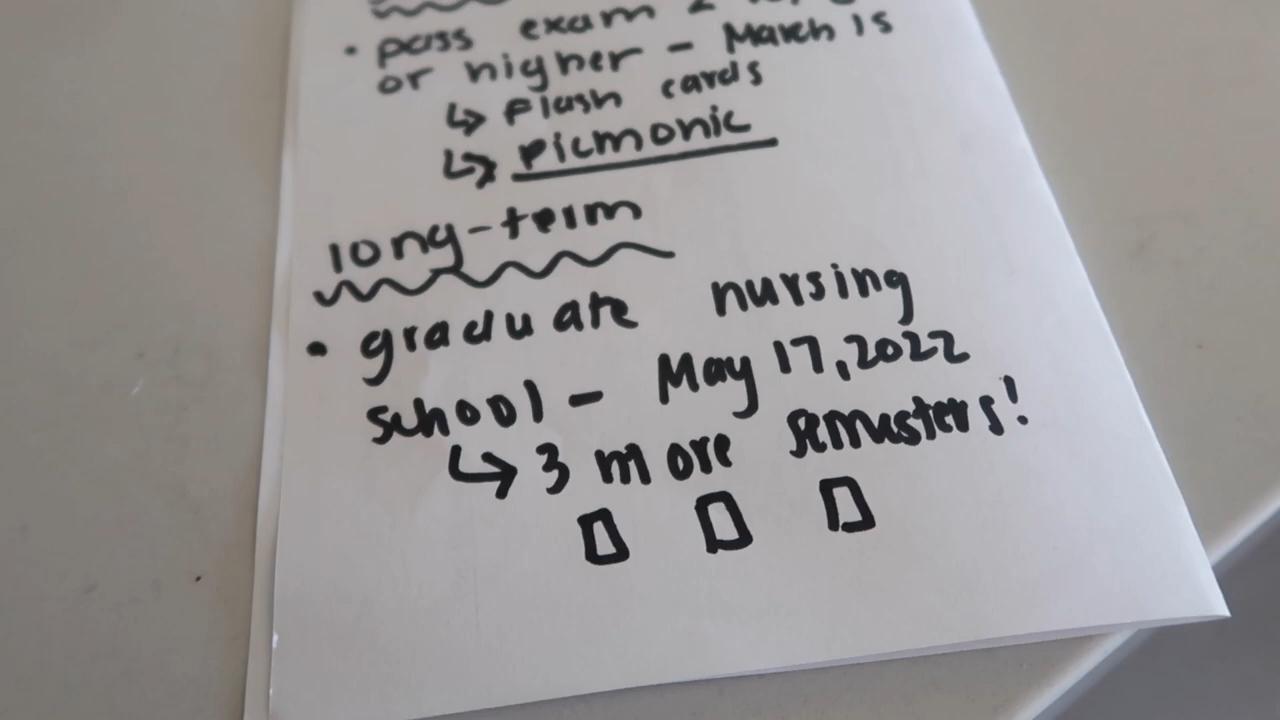 • pass exam 2
or higher - March 15
↳ Flash cards
↳ picmonic
long-term
• graduate nursing
school - May 17, 2022
↳ 3 more semesters!